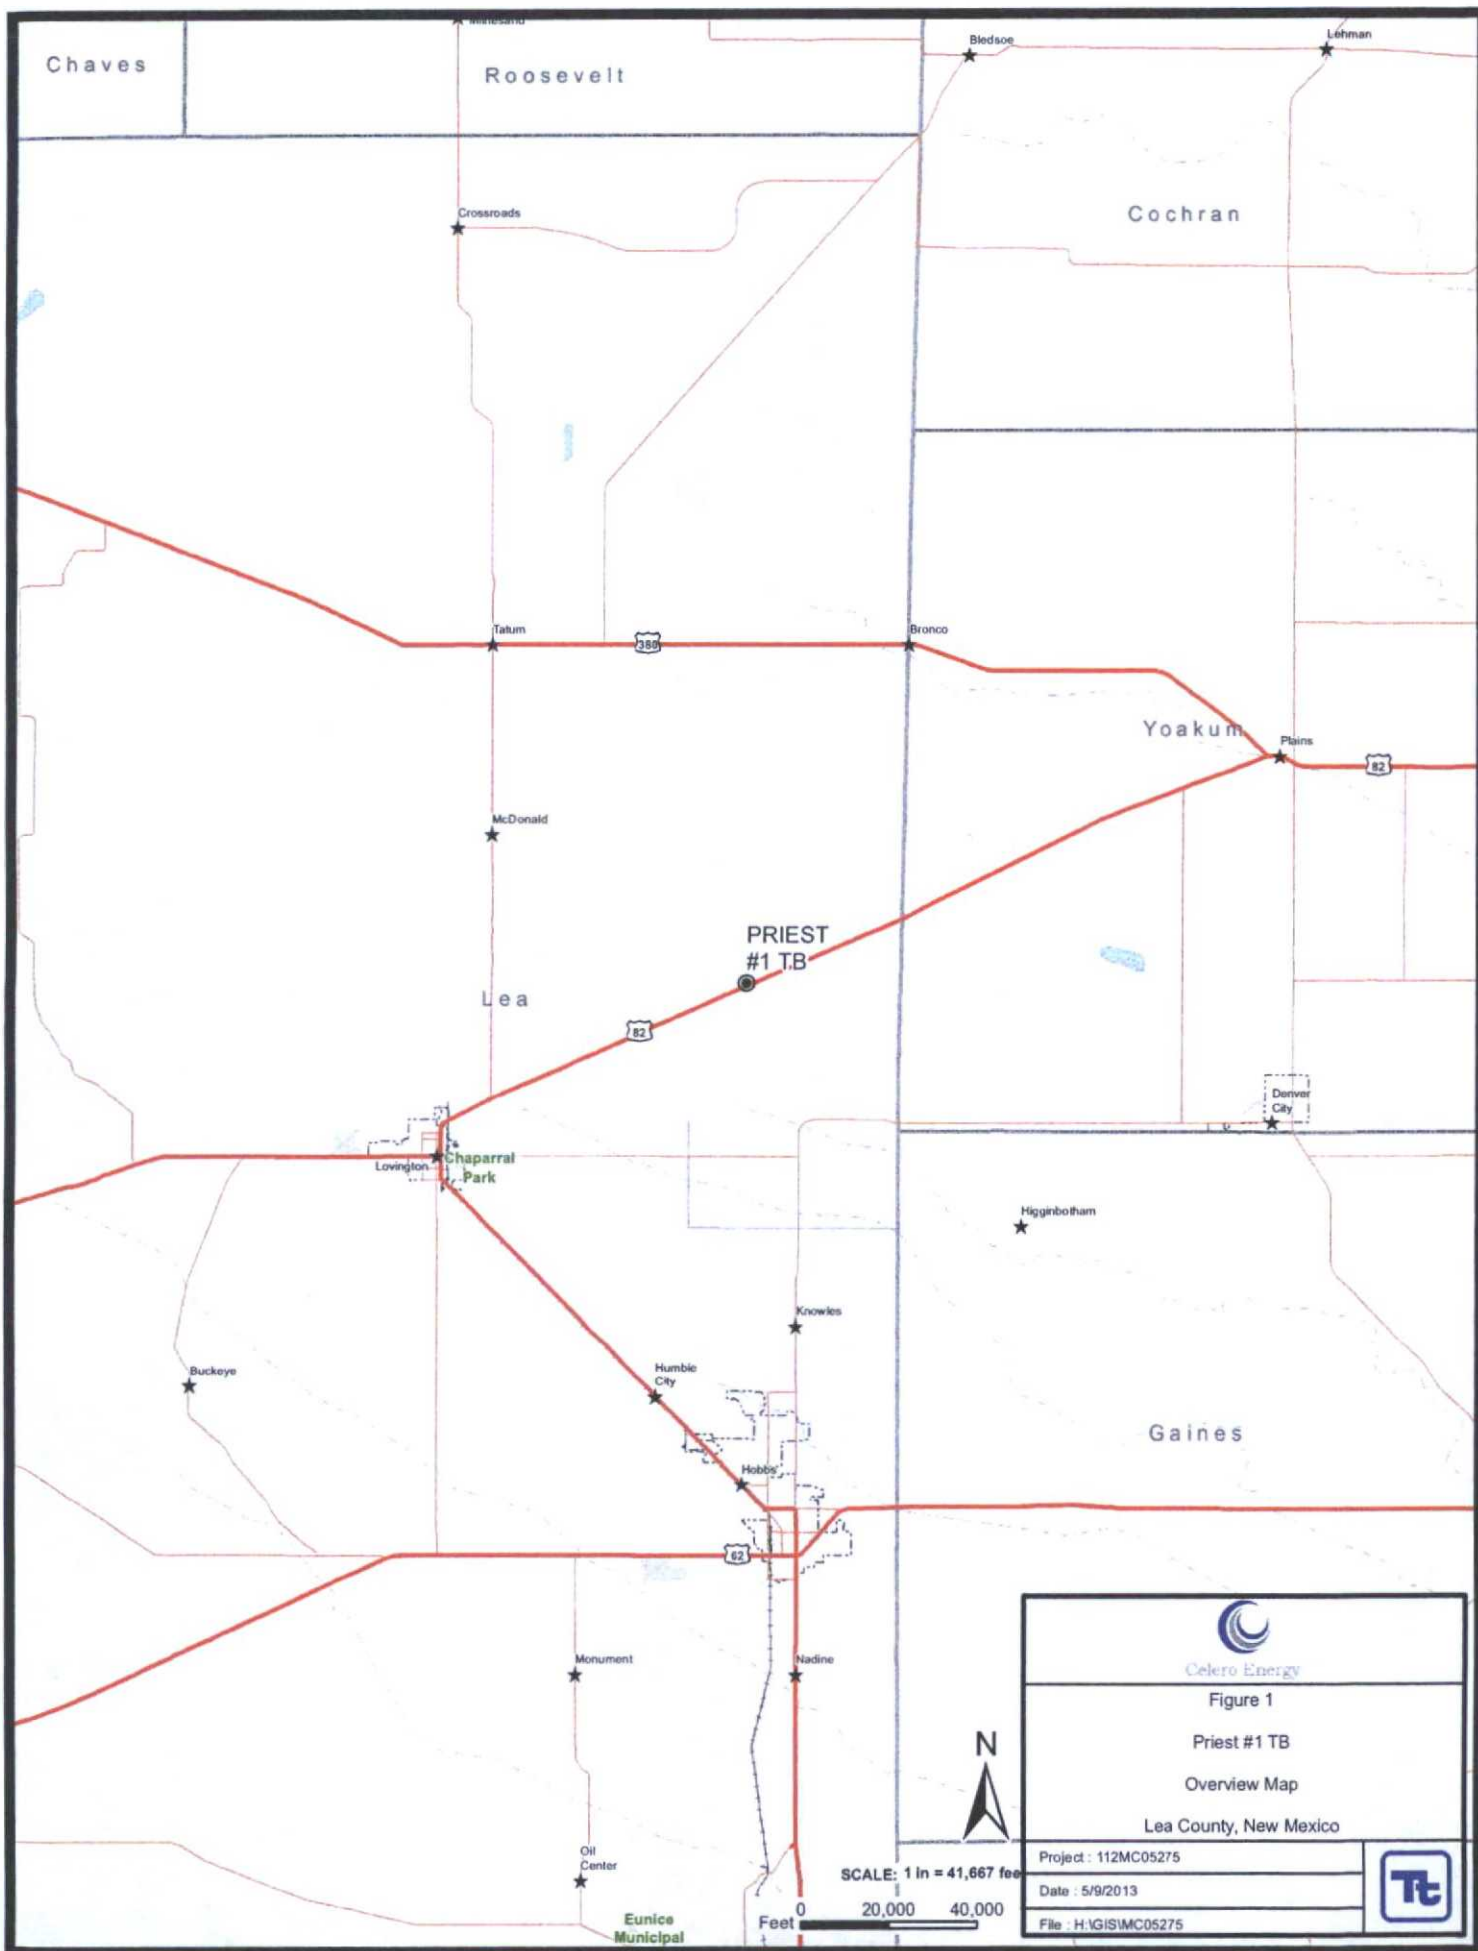 Milnesand
Bledsoe
Lehman
Chaves
Roosevelt
Crossroads
Cochran
Tatum
380
Bronco
Yoakum
Plains
82
McDonald
PRIEST
#1 TB
Lea
82
Denver
City
Lovington
Chaparral
Park
Higginbotham
Knowles
Buckeye
Humble
City
Gaines
Hobbs
62
Monument
Nadine
Oil
Center
Eunice
Municipal
N
SCALE: 1 in = 41,667 fee
Feet
0
20,000
40,000
Celero Energy
Figure 1
Priest #1 TB
Overview Map
Lea County, New Mexico
Project : 112MC05275
Date : 5/9/2013
File : H:\GIS\MC05275
Tt